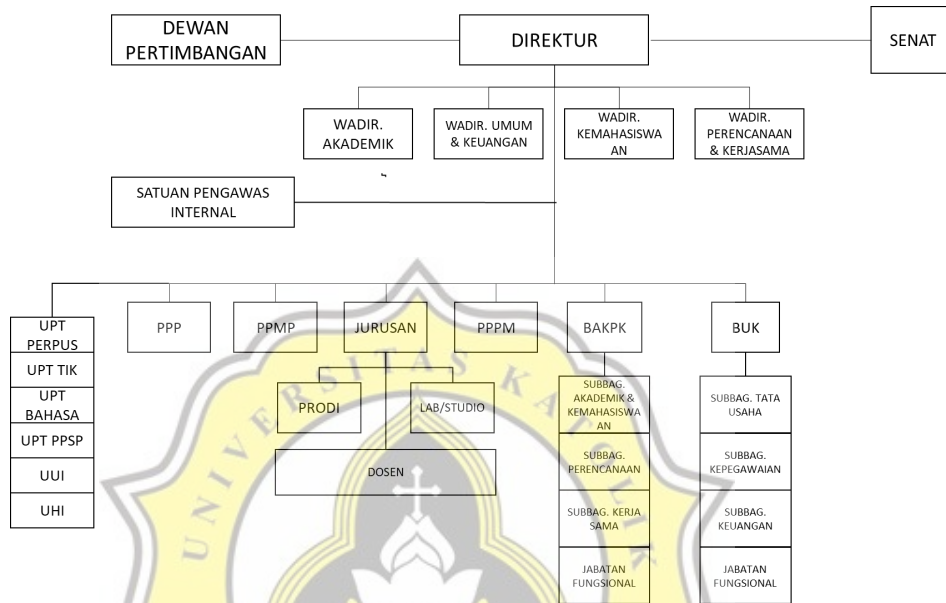 DEWAN
PERTIMBANGAN
DIREKTUR
SENAT
WADIR.
AKADEMIK
WADIR. UMUM
& KEUANGAN
WADIR.
KEMAHASISWA
AN
WADIR.
PERENCANAAN
& KERJASAMA
SATUAN PENGAWAS
INTERNAL
UPT
PERPUS
UPT TIK
UPT
BAHASA
UPT PPSP
UUI
UHI
PPP
PPMP
JURUSAN
PRODI
LAB/STUDIO
DOSEN
PPPM
BAKPK
SUBBAG.
AKADEMIK &
KEMAHASISWA
AN
SUBBAG.
PERENCANAAN
SUBBAG. KERJA
SAMA
JABATAN
FUNGSIONAL
BUK
SUBBAG. TATA
USAHA
SUBBAG.
KEPEGAWAIAN
SUBBAG.
KEUANGAN
JABATAN
FUNGSIONAL
UNIVERSITAS KATOLIK